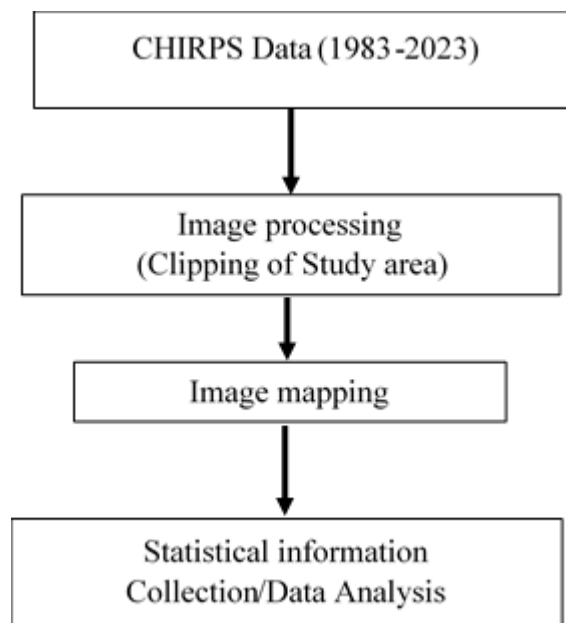 CHIRPS Data (1983-2023)
Image processing
(Clipping of Study area)
Image mapping
Statistical information
Collection/Data Analysis